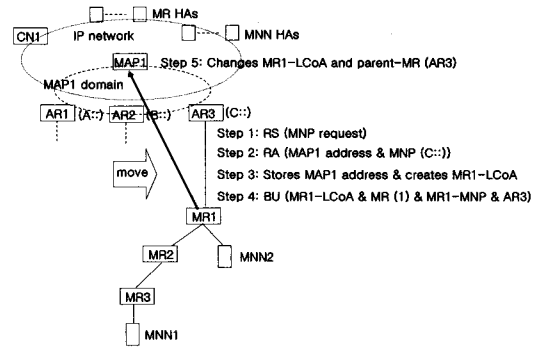 MR HAs
CN1
IP network
MNN HAs
MAP1
Step 5: Changes MR1-LCoA and parent-MR (AR3)
MAP1 domain
AR1 (A::)
AR2 (B::)
AR3 (C::)
Step 1: RS (MNP request)
Step 2: RA (MAP1 address & MNP (C::))
move
Step 3: Stores MAP1 address & creates MR1-LCoA
Step 4: BU (MR1-LCoA & MR (1) & MR1-MNP & AR3)
MR1
MR2
MNN2
MR3
MNN1